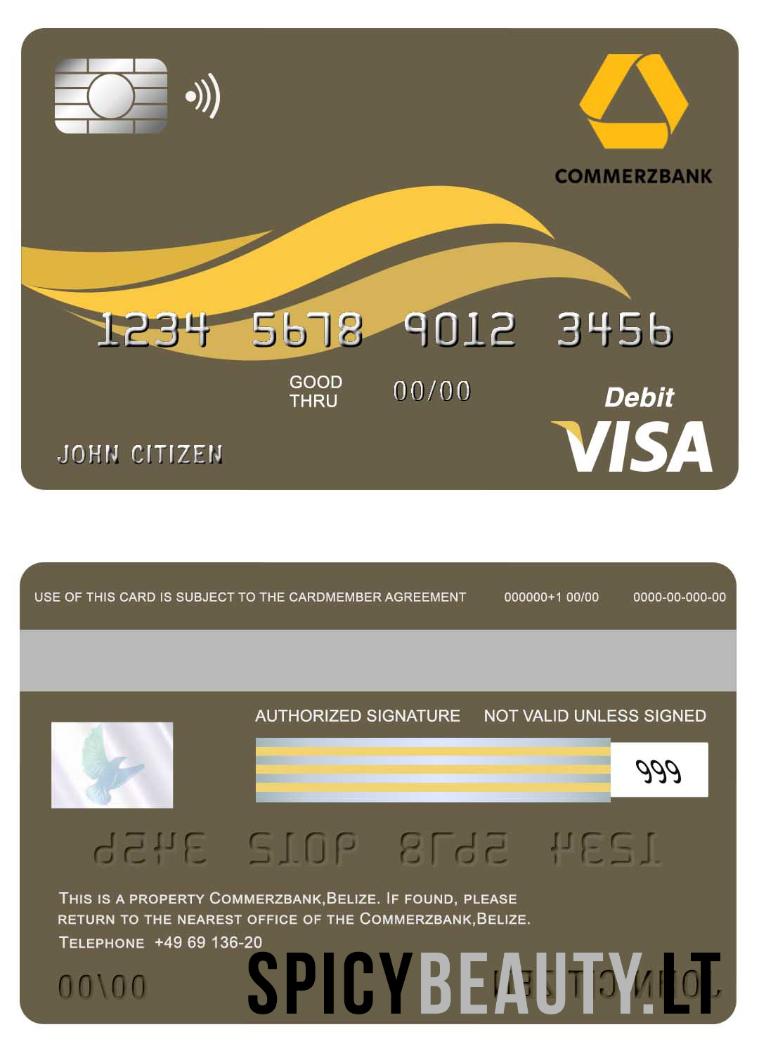 COMMERZBANK
1234 5678 9012 3456
GOOD
THRU
00/00
Debit
JOHN CITIZEN
VISA
USE OF THIS CARD IS SUBJECT TO THE CARDMEMBER AGREEMENT 000000+1 00/00 0000-00-000-00
AUTHORIZED SIGNATURE NOT VALID UNLESS SIGNED
999
1234 5678 9012 3456
THIS IS A PROPERTY COMMERZBANK,BELIZE. IF FOUND, PLEASE
RETURN TO THE NEAREST OFFICE OF THE COMMERZBANK,BELIZE.
TELEPHONE +49 69 136-20
00/00
JOHN CITIZEN
SPICYBEAUTY.LT